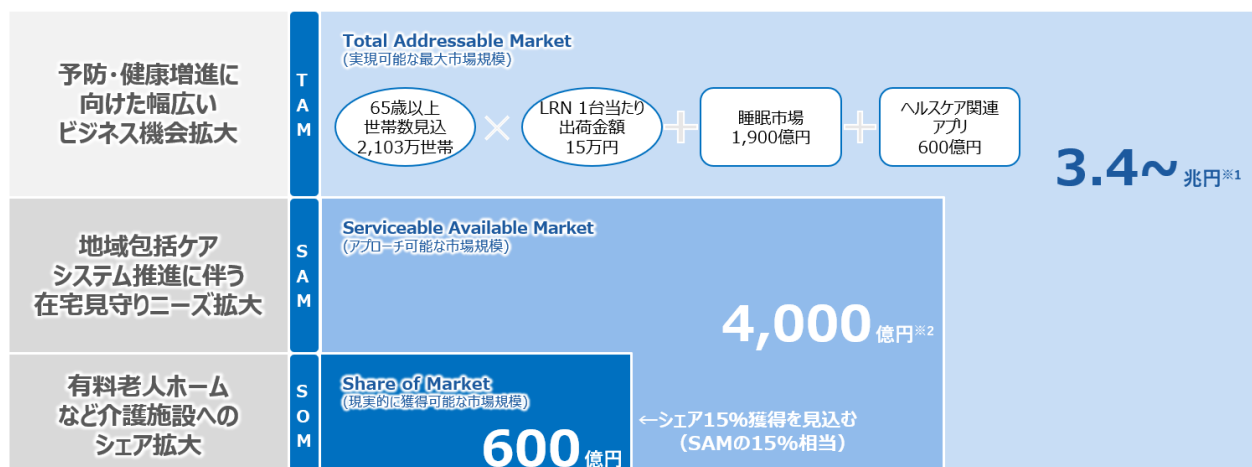 予防・健康増進に
向けた幅広い
ビジネス機会拡大
T
A
M
Total Addressable Market
(実現可能な最大市場規模)
65歳以上
世帯数見込
2,103万世帯
×
LRN 1台当たり
出荷金額
15万円
+
睡眠市場
1,900億円
+
ヘルスケア関連
アプリ
600億円
3.4~兆円※1
地域包括ケア
システム推進に伴う
在宅見守りニーズ拡大
S
A
M
Serviceable Available Market
(アプローチ可能な市場規模)
4,000億円※2
有料老人ホーム
など介護施設への
シェア拡大
S
O
M
Share of Market
(現実的に獲得可能な市場規模)
600億円
←シェア15%獲得を見込む
(SAMの15%相当)